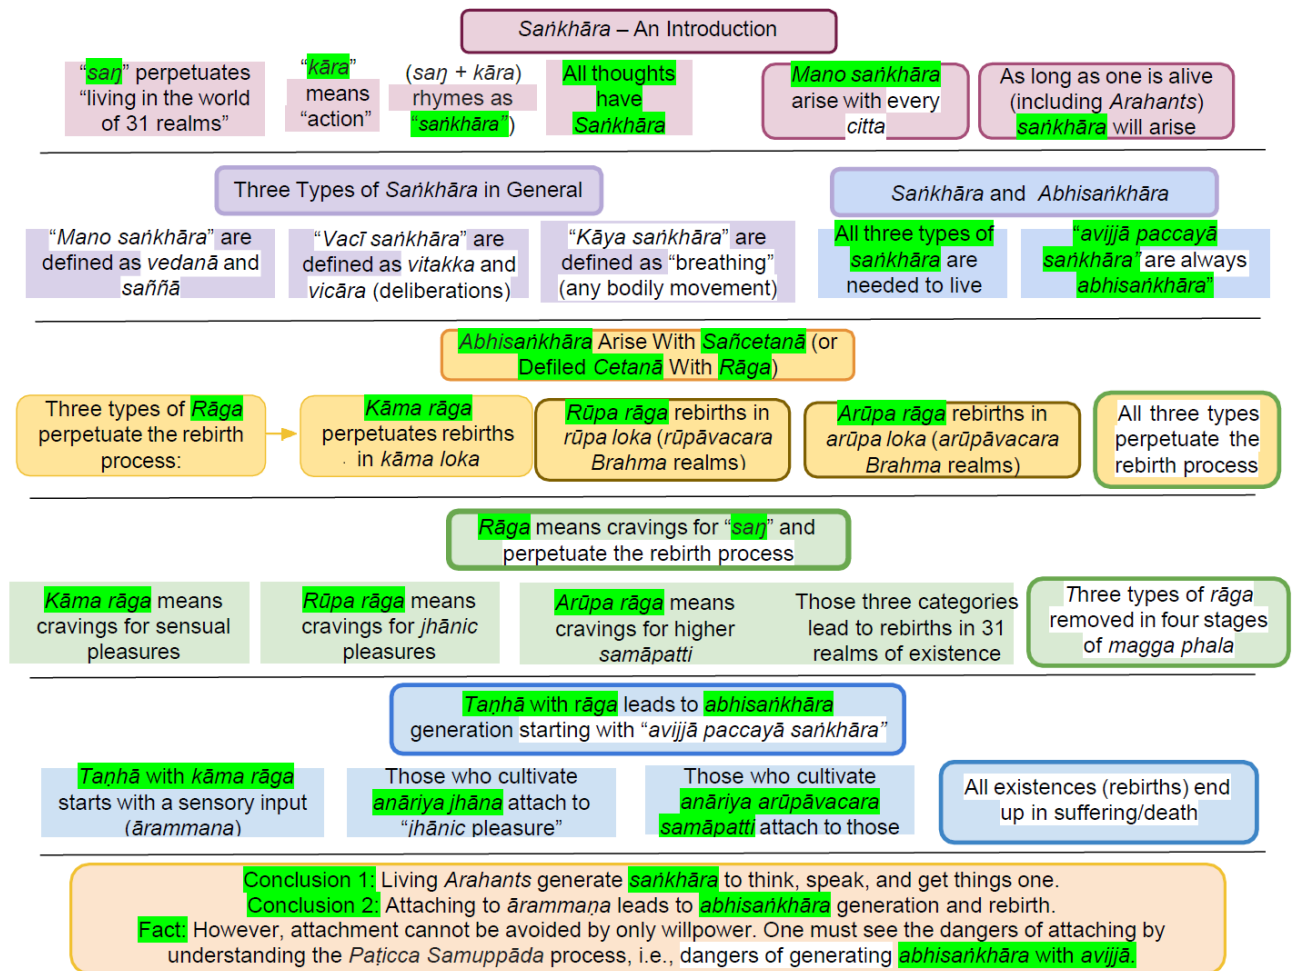 Saṅkhāra – An Introduction
“saŋ” perpetuates
“living in the world
of 31 realms”
“kāra”
means
“action”
(saŋ + kāra)
rhymes as
“saṅkhāra”)
All thoughts
have
Saṅkhāra
Mano saṅkhāra
arise with every
citta
As long as one is alive
(including Arahants)
saṅkhāra will arise
Three Types of Saṅkhāra in General
Saṅkhāra and Abhisaṅkhāra
“Mano saṅkhāra” are
defined as vedanā and
saññā
“Vacī saṅkhāra” are
defined as vitakka and
vicāra (deliberations)
“Kāya saṅkhāra” are
defined as “breathing”
(any bodily movement)
All three types of
saṅkhāra are
needed to live
“avijjā paccayā
saṅkhāra” are always
abhisaṅkhāra”
Abhisaṅkhāra Arise With Sañcetanā (or
Defiled Cetanā With Rāga)
Three types of Rāga
perpetuate the rebirth
process:
Kāma rāga
perpetuates rebirths
in kāma loka
Rūpa rāga rebirths in
rūpa loka (rūpāvacara
Brahma realms)
Arūpa rāga rebirths in
arūpa loka (arūpāvacara
Brahma realms)
All three types
perpetuate the
rebirth process
Rāga means cravings for “saŋ” and
perpetuate the rebirth process
Kāma rāga means
cravings for sensual
pleasures
Rūpa rāga means
cravings for jhānic
pleasures
Arūpa rāga means
cravings for higher
samāpatti
Those three categories
lead to rebirths in 31
realms of existence
Three types of rāga
removed in four stages
of magga phala
Taṇhā with rāga leads to abhisaṅkhāra
generation starting with “avijjā paccayā saṅkhāra”
Taṇhā with kāma rāga
starts with a sensory input
(ārammana)
Those who cultivate
anāriya jhāna attach to
“jhānic pleasure”
Those who cultivate
anāriya arūpāvacara
samāpatti attach to those
All existences (rebirths) end
up in suffering/death
Conclusion 1: Living Arahants generate saṅkhāra to think, speak, and get things one.
Conclusion 2: Attaching to ārammaṇa leads to abhisaṅkhāra generation and rebirth.
Fact: However, attachment cannot be avoided by only willpower. One must see the dangers of attaching by
understanding the Paṭicca Samuppāda process, i.e., dangers of generating abhisaṅkhāra with avijjā.